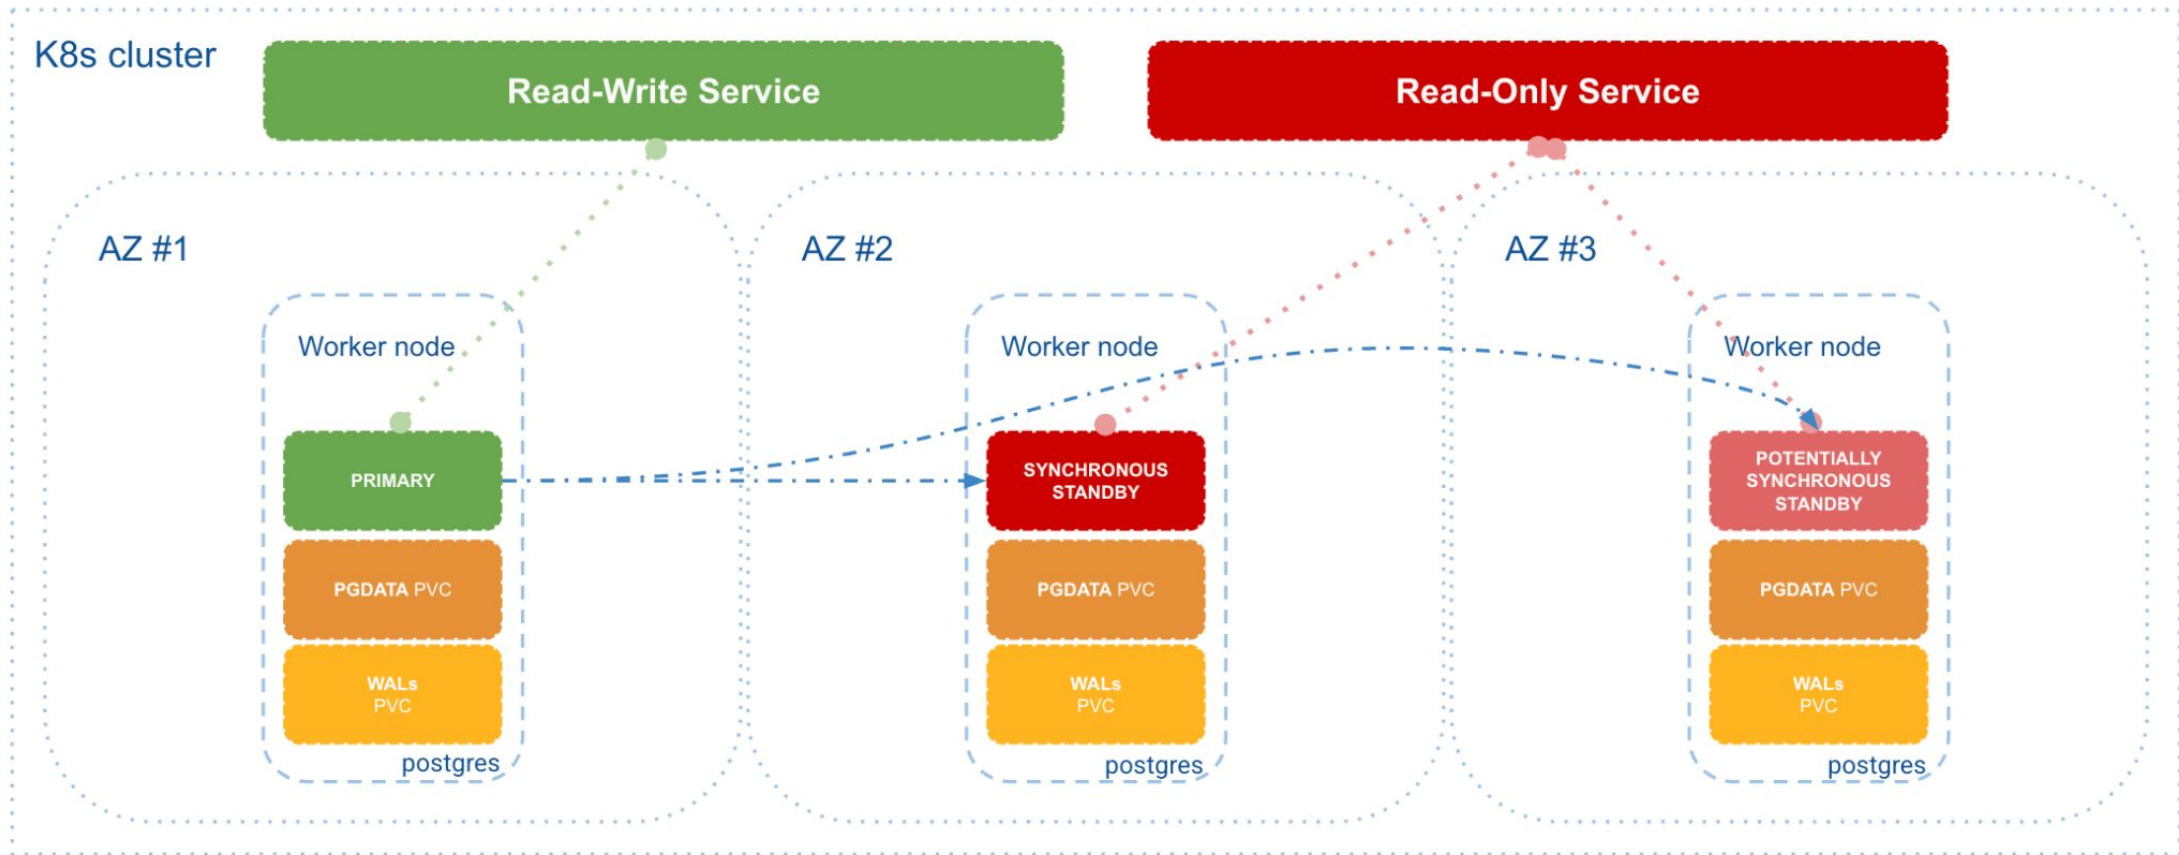 K8s cluster
Read-Write Service
Read-Only Service
AZ #1
AZ #2
AZ #3
Worker node
PRIMARY
PGDATA PVC
WALs
PVC
postgres
Worker node
SYNCHRONOUS
STANDBY
PGDATA PVC
WALs
PVC
postgres
Worker node
POTENTIALLY
SYNCHRONOUS
STANDBY
PGDATA PVC
WALs
PVC
postgres